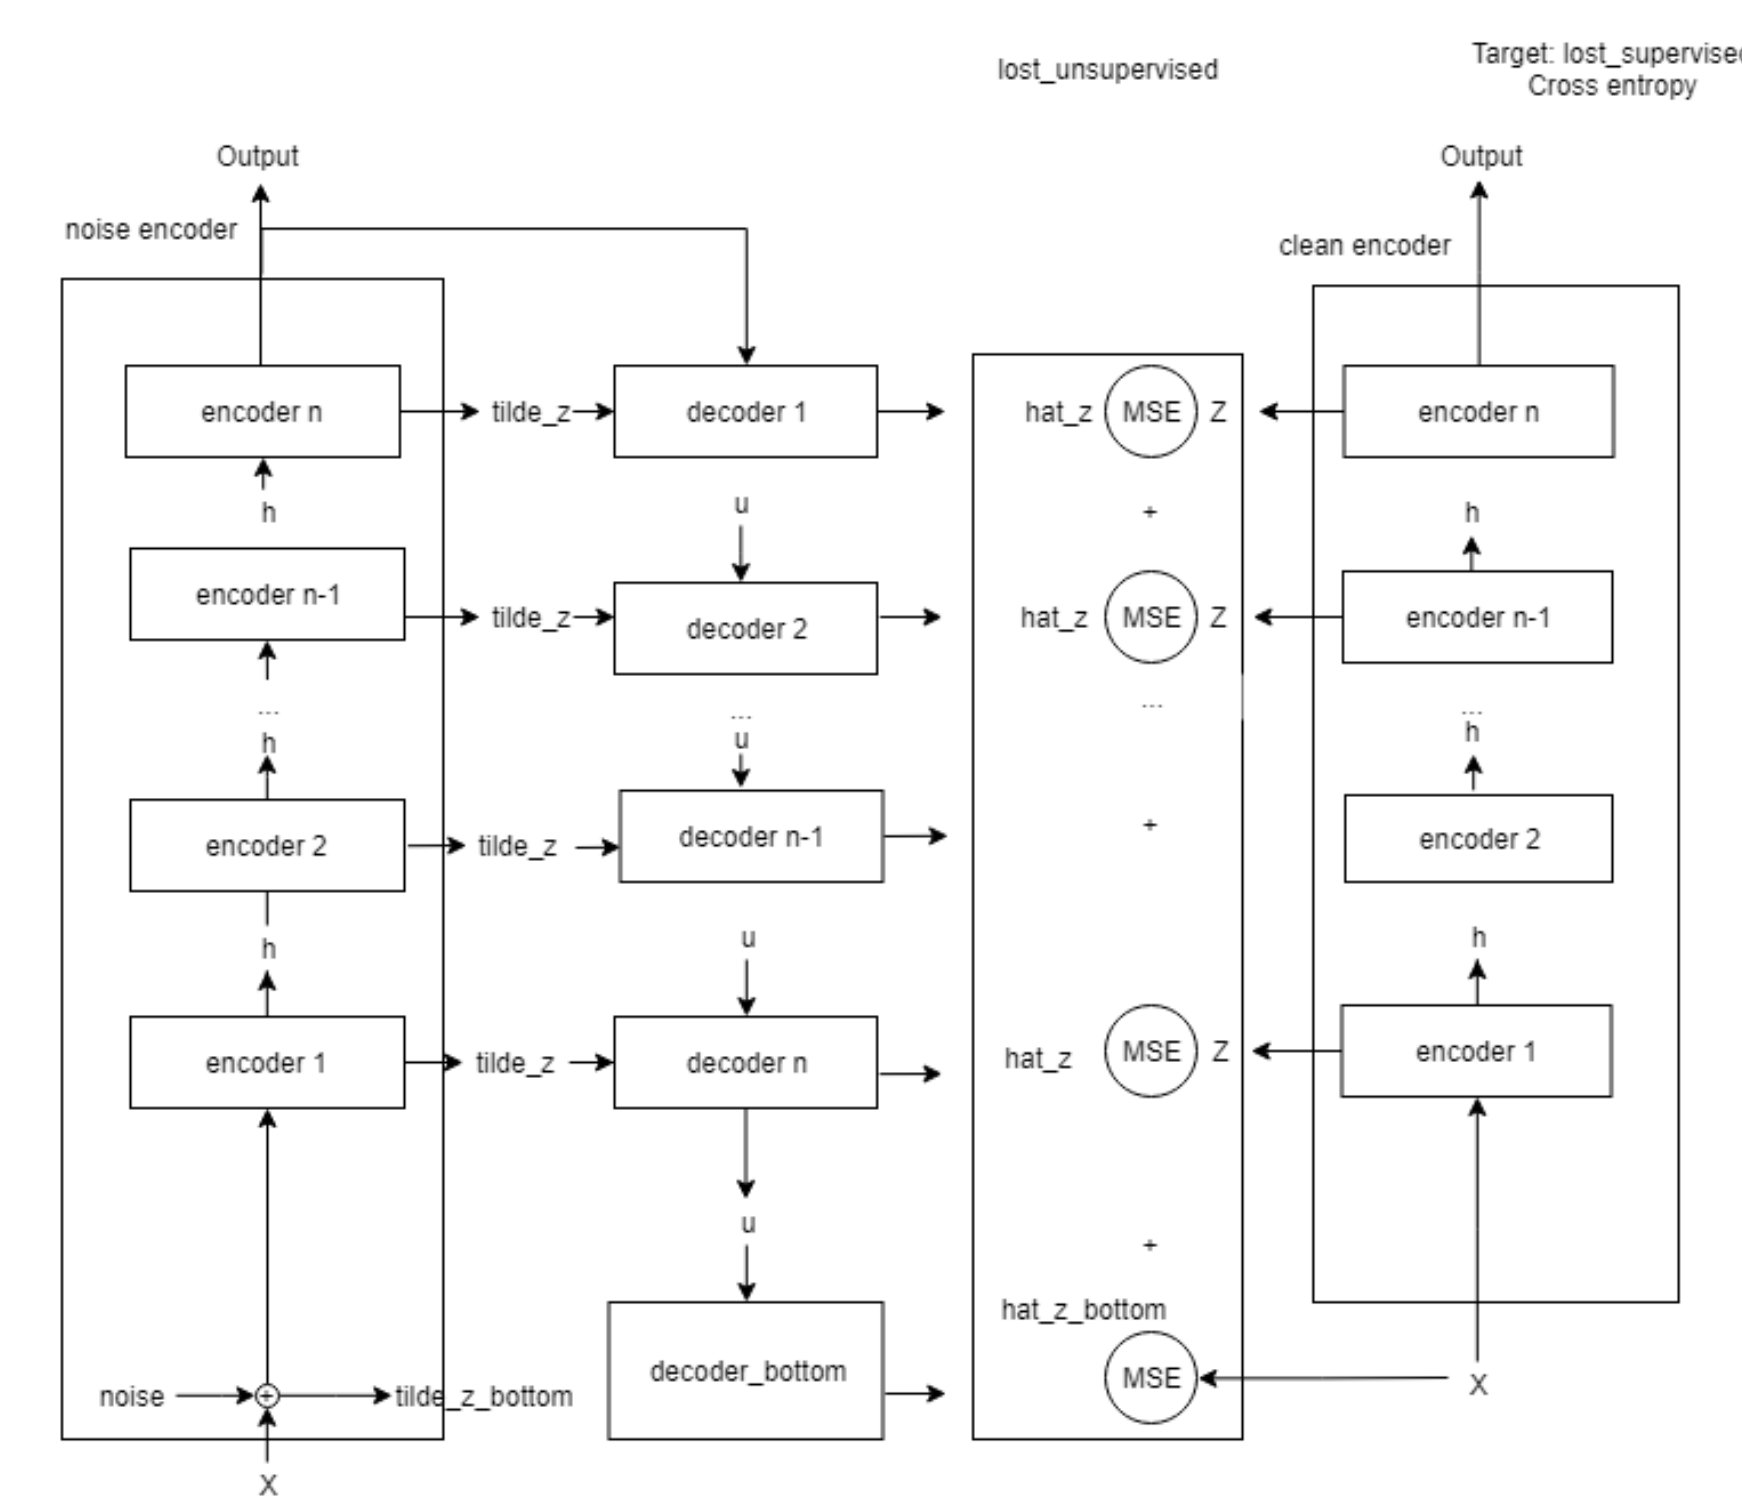 lost_unsupervised
Target: lost_supervised
Cross entropy
Output
Output
noise encoder
clean encoder
encoder n
tilde_z
decoder 1
hat_z
MSE
Z
encoder n
h
u
+
h
encoder n-1
tilde_z
decoder 2
hat_z
MSE
Z
encoder n-1
...
h
...
u
...
...
h
encoder 2
tilde_z
decoder n-1
+
encoder 2
h
u
h
encoder 1
tilde_z
decoder n
hat_z
MSE
Z
encoder 1
u
+
hat_z_bottom
noise
+
tilde_z_bottom
decoder_bottom
MSE
X
X